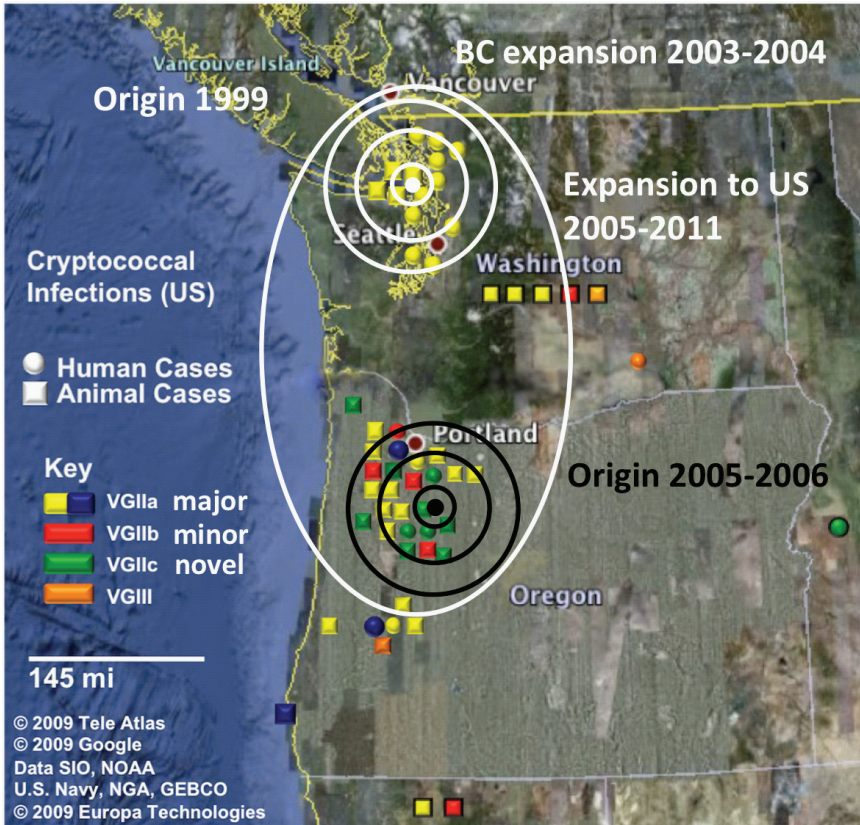 BC expansion 2003-2004
Vancouver Island
Vancouver
Origin 1999
Expansion to US
2005-2011
Seattle
Washington
Cryptococcal
Infections (US)
Human Cases
Animal Cases
Portland
Key
Origin 2005-2006
VGIIa major
VGIIb minor
VGIIc novel
VGIII
Oregon
145 mi
© 2009 Tele Atlas
© 2009 Google
Data SIO, NOAA
U.S. Navy, NGA, GEBCO
© 2009 Europa Technologies